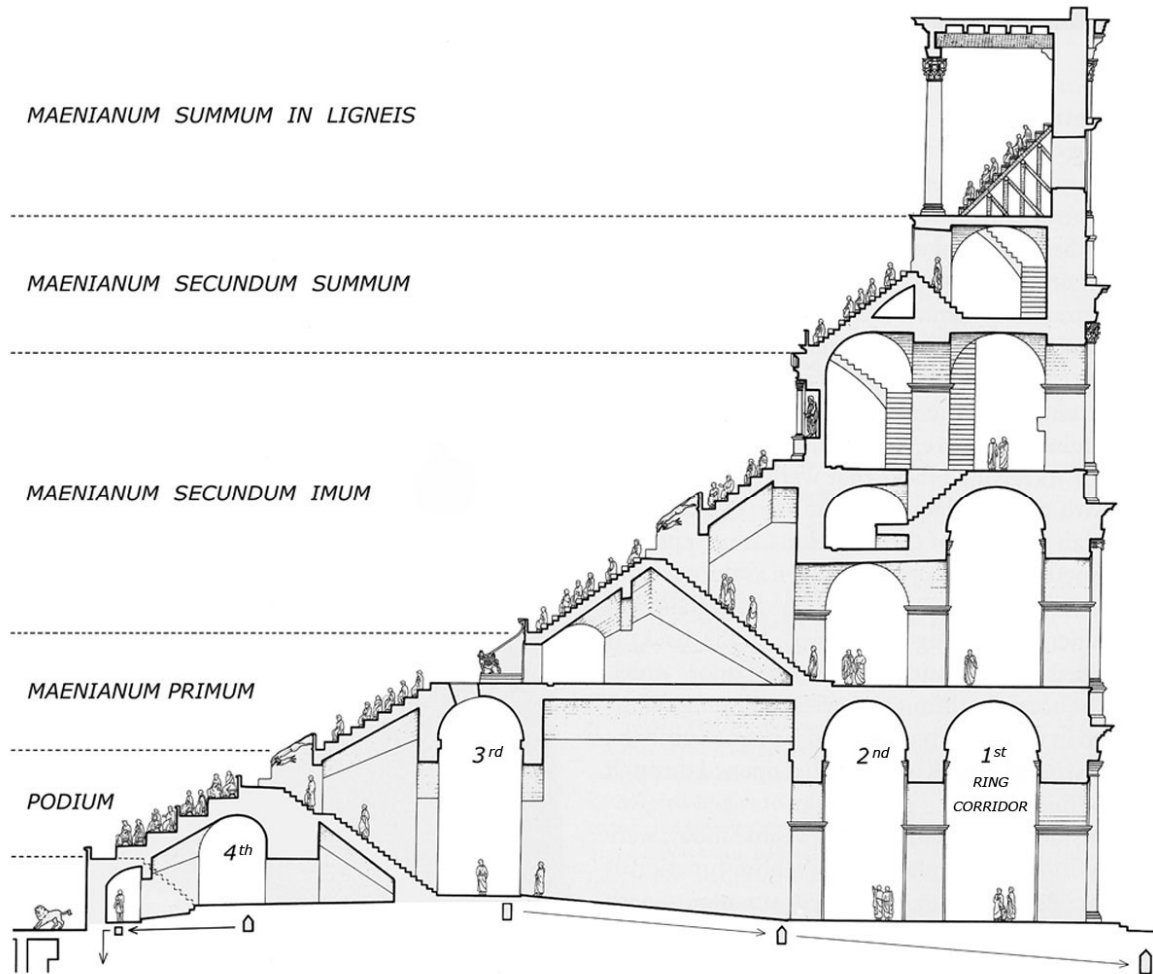 MAENIANUM SUMMUM IN LIGNEIS
MAENIANUM SECUNDUM SUMMUM
MAENIANUM SECUNDUM IMUM
MAENIANUM PRIMUM
PODIUM
4th
3rd
2nd
1st
RING
CORRIDOR